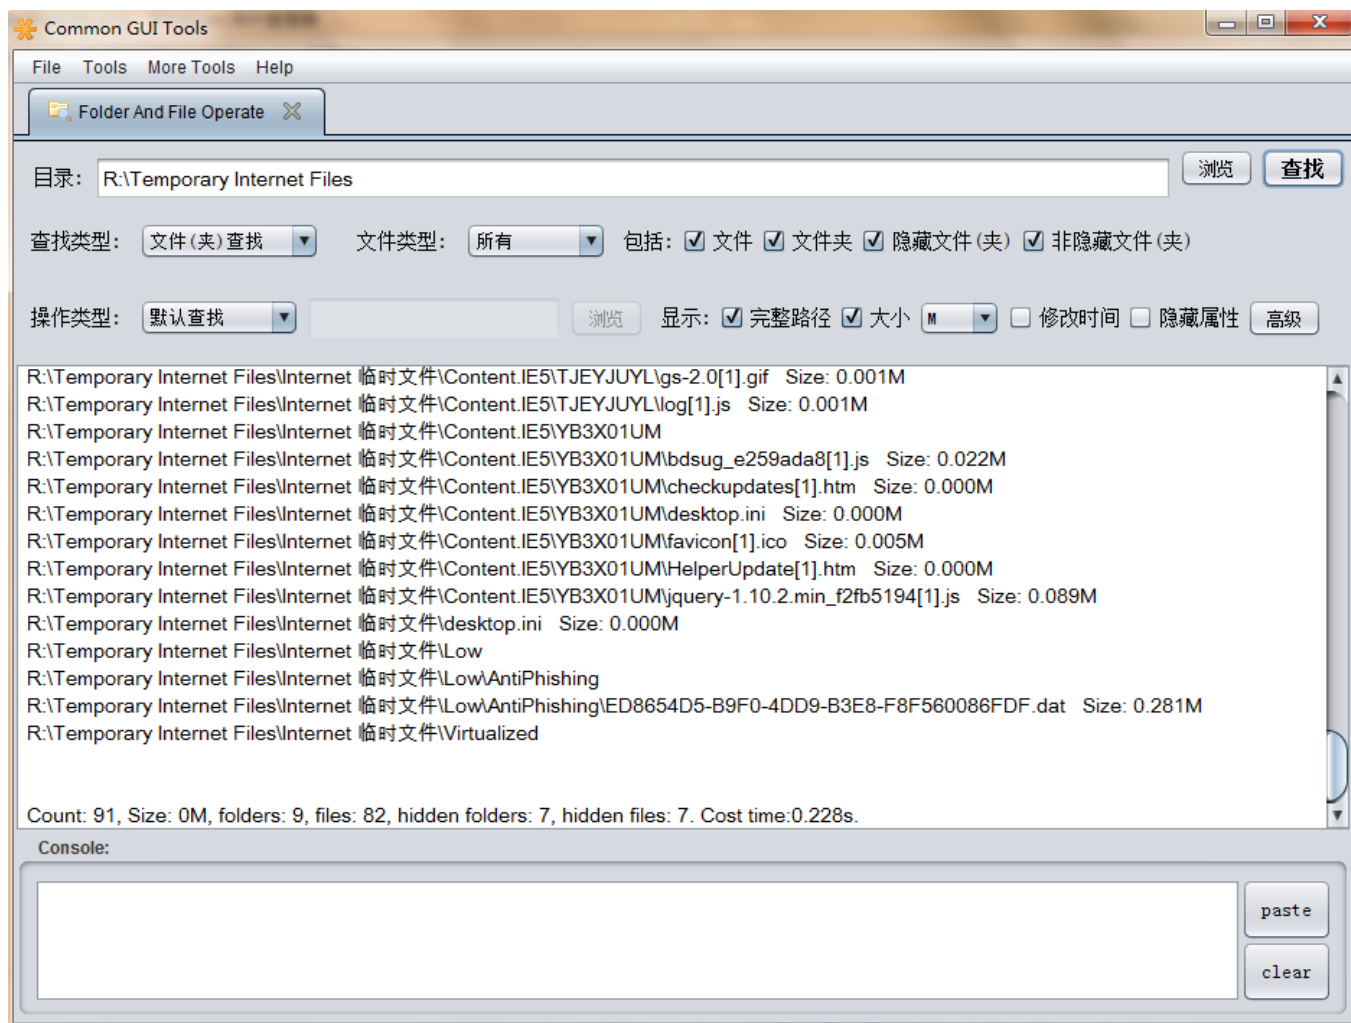 Common GUI Tools
File Tools More Tools Help
Folder And File Operate
目录: R:\Temporary Internet Files 浏览 查找
查找类型: 文件(夹)查找 文件类型: 所有 包括: 文件 文件夹 隐藏文件(夹) 非隐藏文件(夹)
操作类型: 默认查找 浏览 显示: 完整路径 大小 M 修改时间 隐藏属性 高级
R:\Temporary Internet Files\Internet 临时文件\Content.IE5\TJEYJUYL\gs-2.0[1].gif Size: 0.001M
R:\Temporary Internet Files\Internet 临时文件\Content.IE5\TJEYJUYL\log[1].js Size: 0.001M
R:\Temporary Internet Files\Internet 临时文件\Content.IE5\YB3X01UM
R:\Temporary Internet Files\Internet 临时文件\Content.IE5\YB3X01UM\bdsug_e259ada8[1].js Size: 0.022M
R:\Temporary Internet Files\Internet 临时文件\Content.IE5\YB3X01UM\checkupdates[1].htm Size: 0.000M
R:\Temporary Internet Files\Internet 临时文件\Content.IE5\YB3X01UM\desktop.ini Size: 0.000M
R:\Temporary Internet Files\Internet 临时文件\Content.IE5\YB3X01UM\favicon[1].ico Size: 0.005M
R:\Temporary Internet Files\Internet 临时文件\Content.IE5\YB3X01UM\HelperUpdate[1].htm Size: 0.000M
R:\Temporary Internet Files\Internet 临时文件\Content.IE5\YB3X01UM\jquery-1.10.2.min_f2fb5194[1].js Size: 0.089M
R:\Temporary Internet Files\Internet 临时文件\desktop.ini Size: 0.000M
R:\Temporary Internet Files\Internet 临时文件\Low
R:\Temporary Internet Files\Internet 临时文件\Low\AntiPhishing
R:\Temporary Internet Files\Internet 临时文件\Low\AntiPhishing\ED8654D5-B9F0-4DD9-B3E8-F8F560086FDF.dat Size: 0.281M
R:\Temporary Internet Files\Internet 临时文件\Virtualized
Count: 91, Size: 0M, folders: 9, files: 82, hidden folders: 7, hidden files: 7. Cost time:0.228s.
Console:
paste
clear